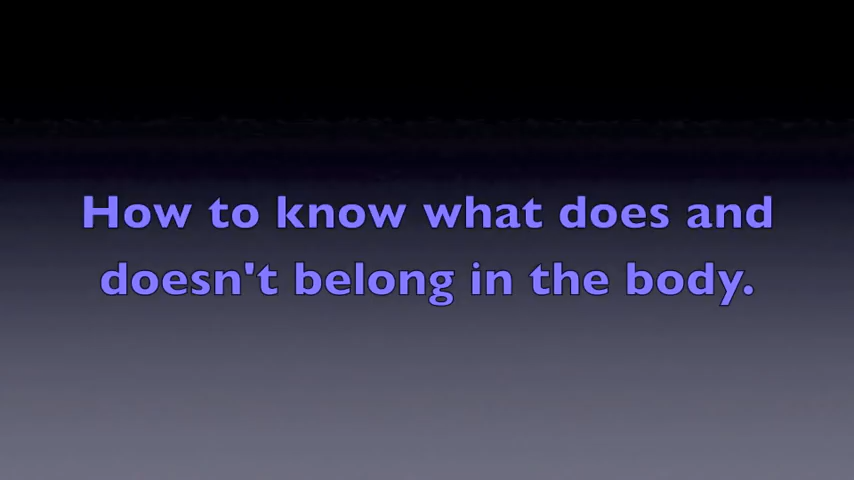 How to know what does and
doesn't belong in the body.